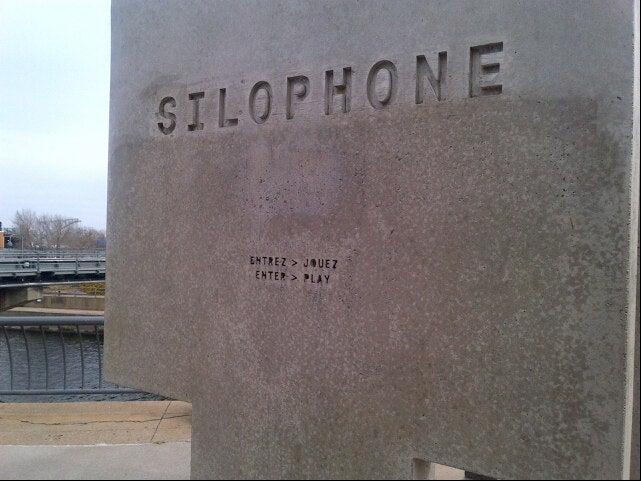 SILOPHONE
ENTREZ > JOUEZ
ENTER > PLAY